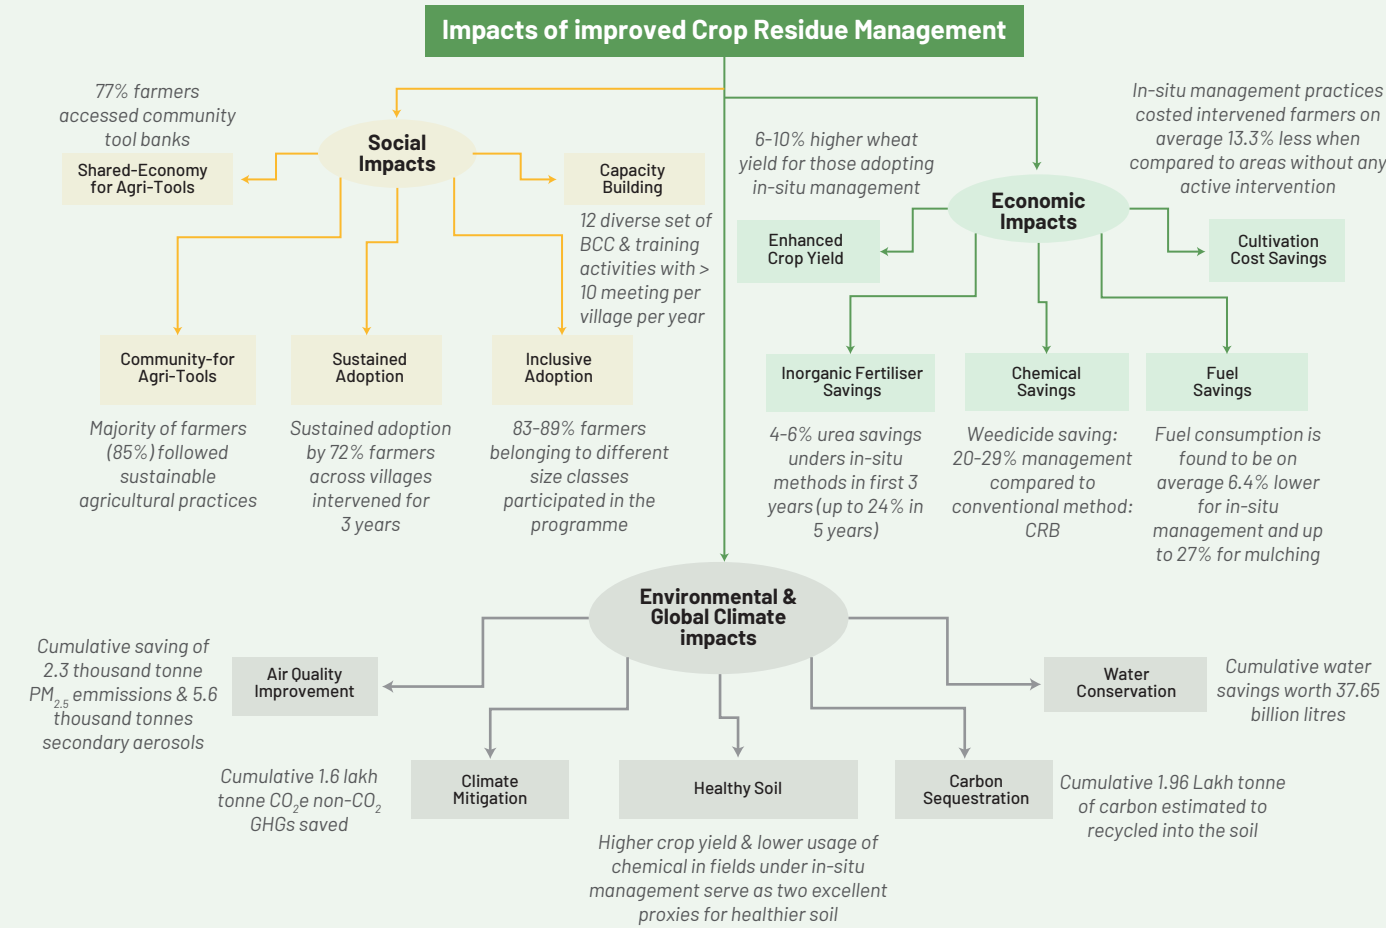 Impacts of improved Crop Residue Management
77% farmers
accessed community
tool banks
Shared-Economy
for Agri-Tools
Social
Impacts
Capacity
Building
12 diverse set of
BCC & training
activities with >
10 meeting per
village per year
Community-for
Agri-Tools
Majority of farmers
(85%) followed
sustainable
agricultural practices
Sustained
Adoption
Sustained adoption
by 72% farmers
across villages
intervened for
3 years
Inclusive
Adoption
83-89% farmers
belonging to different
size classes
participated in the
programme
6-10% higher wheat
yield for those adopting
in-situ management
Enhanced
Crop Yield
Economic
Impacts
In-situ management practices
costed intervened farmers on
average 13.3% less when
compared to areas without any
active intervention
Cultivation
Cost Savings
Inorganic Fertiliser
Savings
4-6% urea savings
unders in-situ
methods in first 3
years (up to 24% in
5 years)
Chemical
Savings
Weedicide saving:
20-29% management
compared to
conventional method:
CRB
Fuel
Savings
Fuel consumption is
found to be on
average 6.4% lower
for in-situ
management and up
to 27% for mulching
Environmental &
Global Climate
impacts
Cumulative saving of
2.3 thousand tonne
PM2.5 emmissions & 5.6
thousand tonnes
secondary aerosols
Air Quality
Improvement
Cumulative 1.6 lakh
tonne CO2e non-CO2
GHGs saved
Climate
Mitigation
Healthy Soil
Higher crop yield & lower usage of
chemical in fields under in-situ
management serve as two excellent
proxies for healthier soil
Carbon
Sequestration
Cumulative 1.96 Lakh tonne
of carbon estimated to
recycled into the soil
Water
Conservation
Cumulative water
savings worth 37.65
billion litres